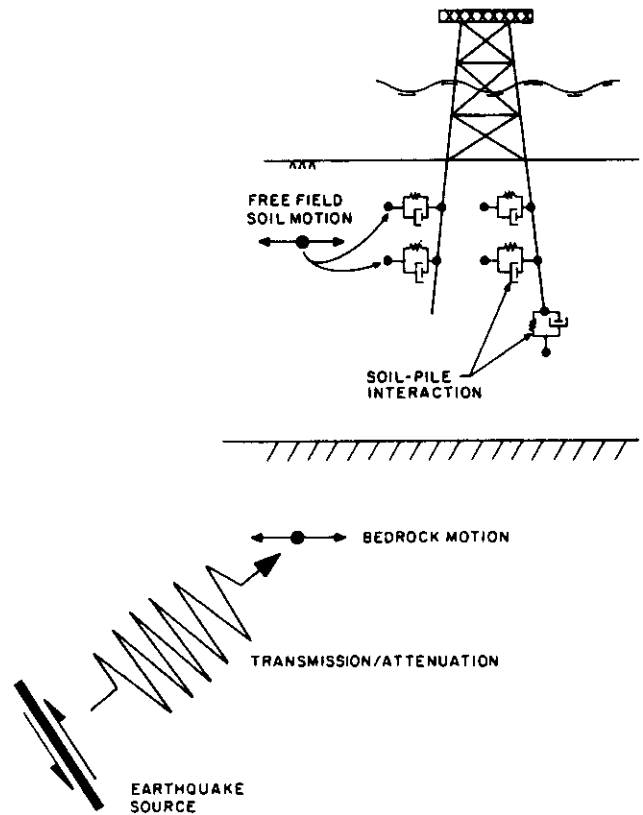 FREE FIELD
SOIL MOTION
SOIL-PILE
INTERACTION
BEDROCK MOTION
TRANSMISSION/ATTENUATION
EARTHQUAKE
SOURCE